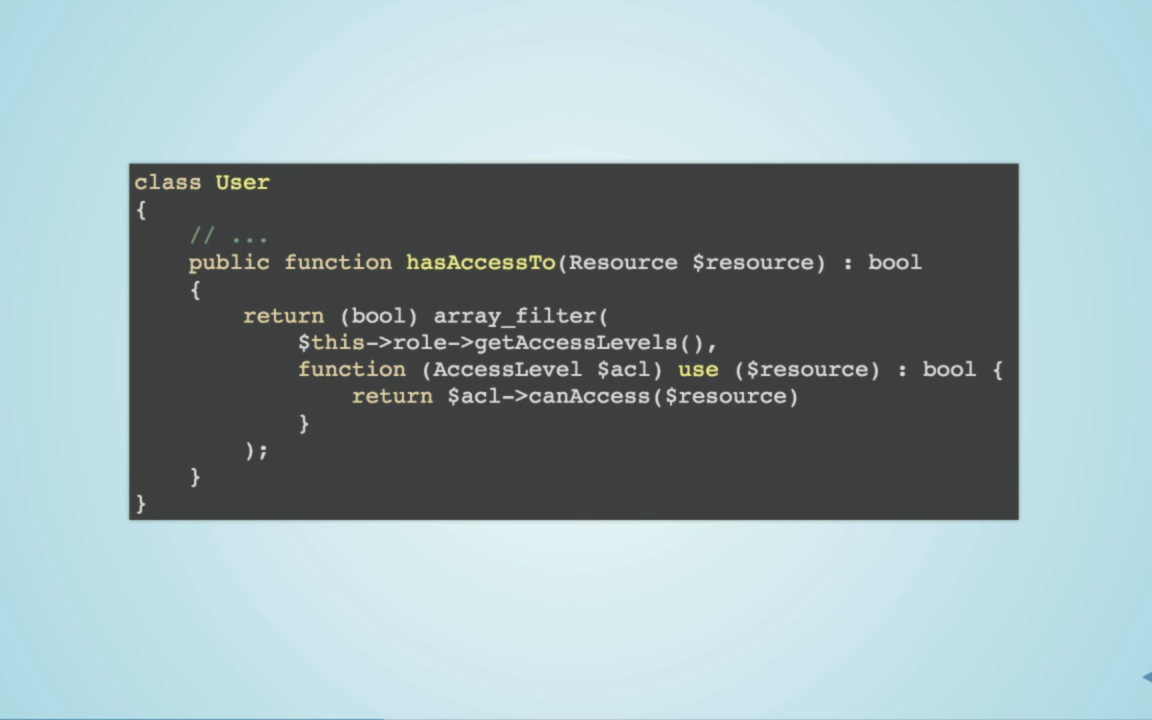 class User
{
    // ...
    public function hasAccessTo(Resource $resource) : bool
    {
        return (bool) array_filter(
            $this->role->getAccessLevels(),
            function (AccessLevel $acl) use ($resource) : bool {
                return $acl->canAccess($resource)
            }
        );
    }
}